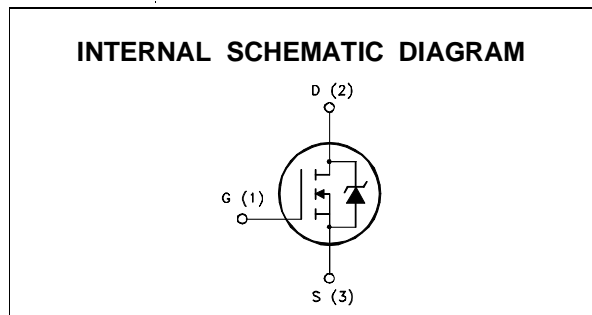 INTERNAL SCHEMATIC DIAGRAM
D (2)
G (1)
S (3)